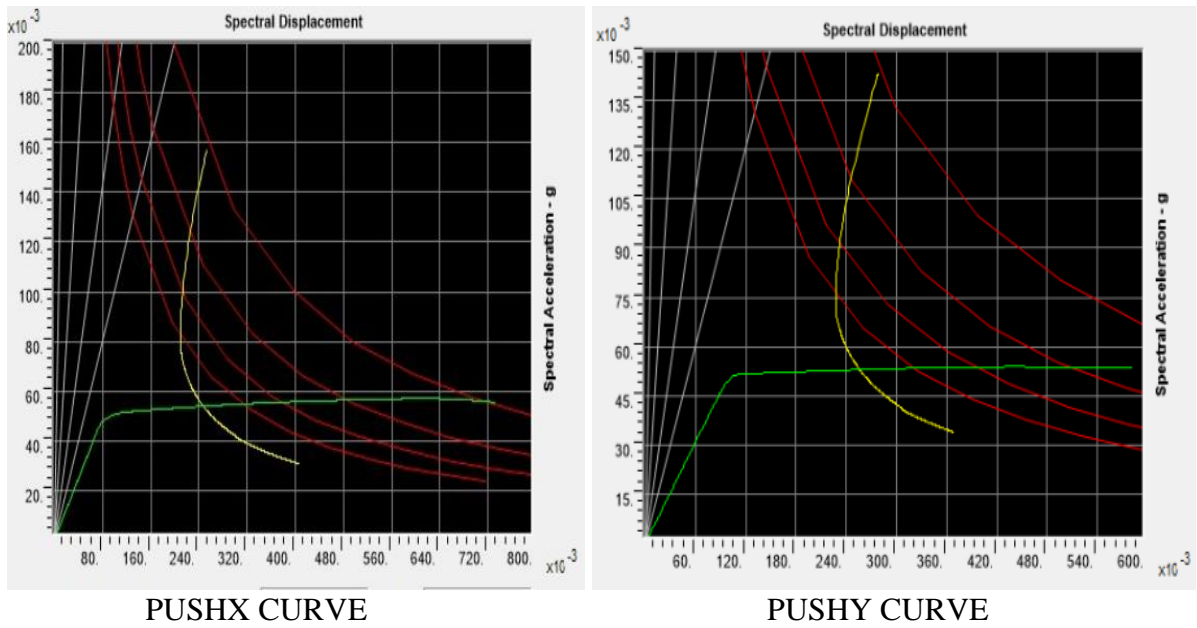 Spectral Displacement
x10 -3
200.
180.
160.
140.
120.
100.
80.
60.
40.
20.
80. 160. 240. 320. 400. 480. 560. 640. 720. 800.
x10 -3
Spectral Acceleration - g
PUSHX CURVE
Spectral Displacement
x10 -3
150.
135.
120.
105.
90.
75.
60.
45.
30.
15.
60. 120. 180. 240. 300. 360. 420. 480. 540. 600.
x10 -3
Spectral Acceleration - g
PUSHY CURVE